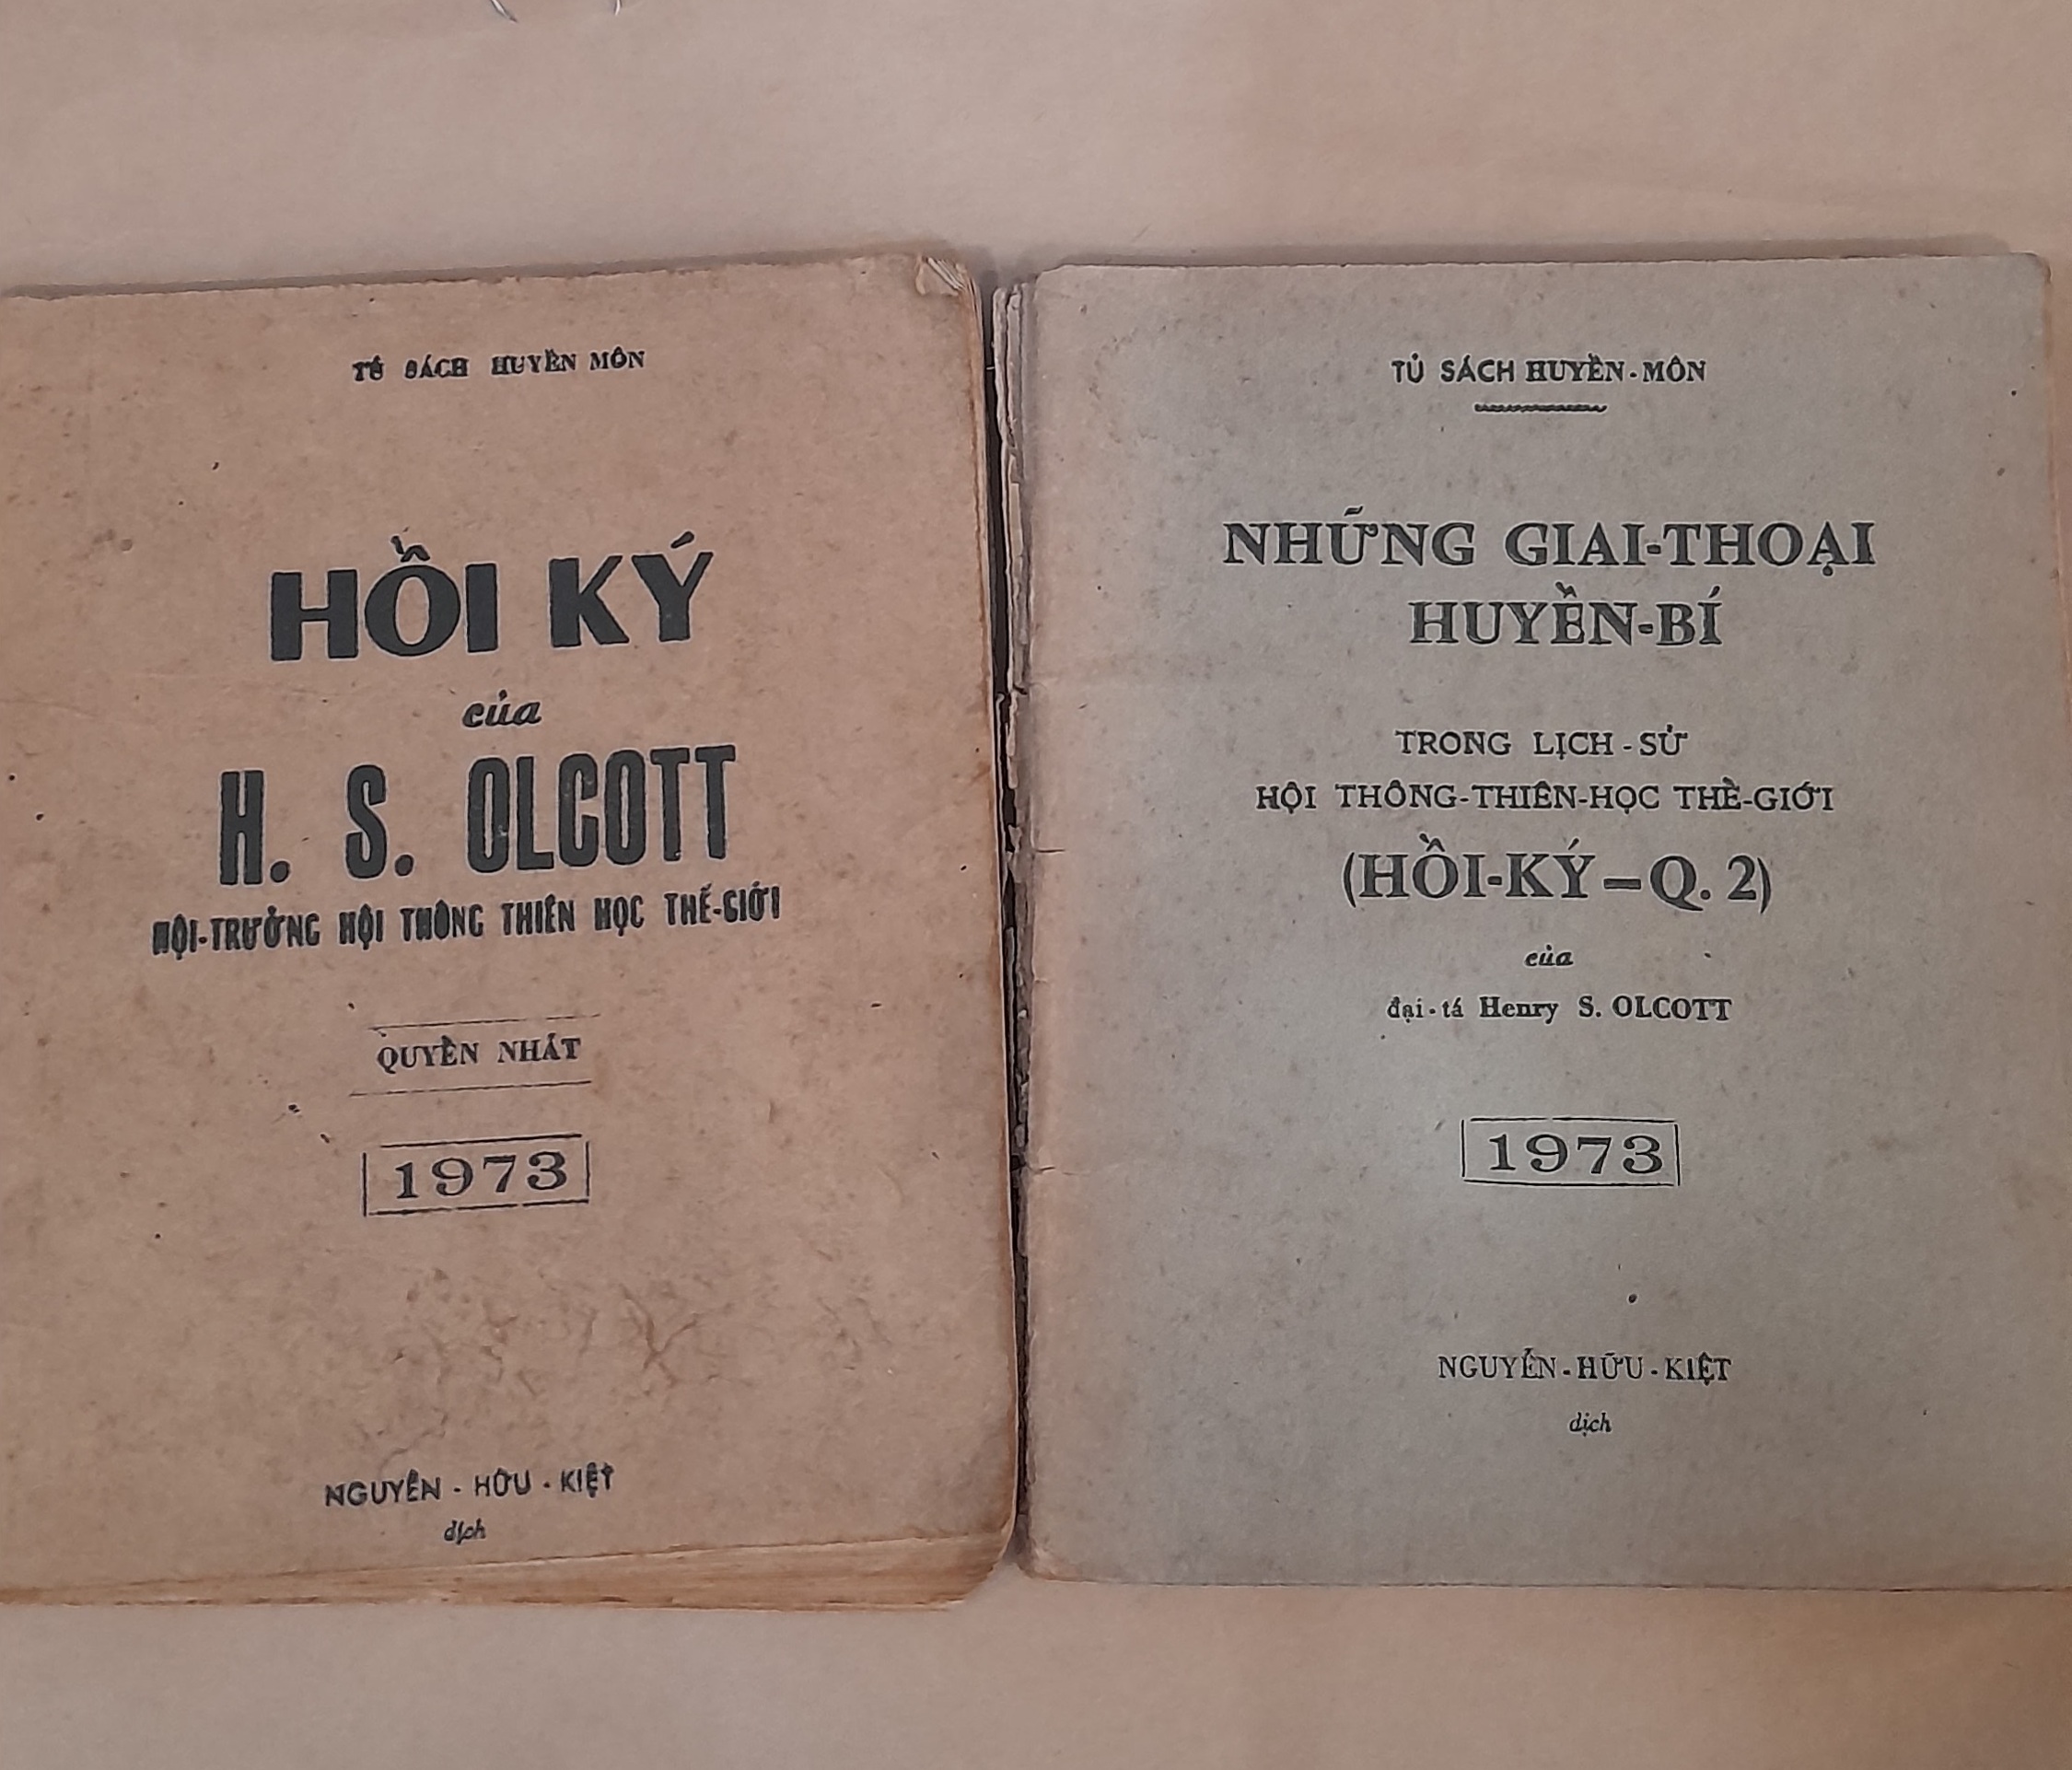 TỦ SÁCH HUYỀN MÔN
HỒI KÝ
của
H. S. OLCOTT
HỘI-TRƯỞNG HỘI THÔNG THIÊN HỌC THẾ-GIỚI
QUYỂN NHẤT
1973
NGUYỄN - HỮU - KIỆT
dịch
TỦ SÁCH HUYỀN-MÔN
NHỮNG GIAI-THOẠI
HUYỀN-BÍ
TRONG LỊCH-SỬ
HỘI THÔNG-THIÊN-HỌC THẾ-GIỚI
(HỒI-KÝ – Q. 2)
của
đại-tá Henry S. OLCOTT
1973
NGUYỄN-HỮU-KIỆT
dịch